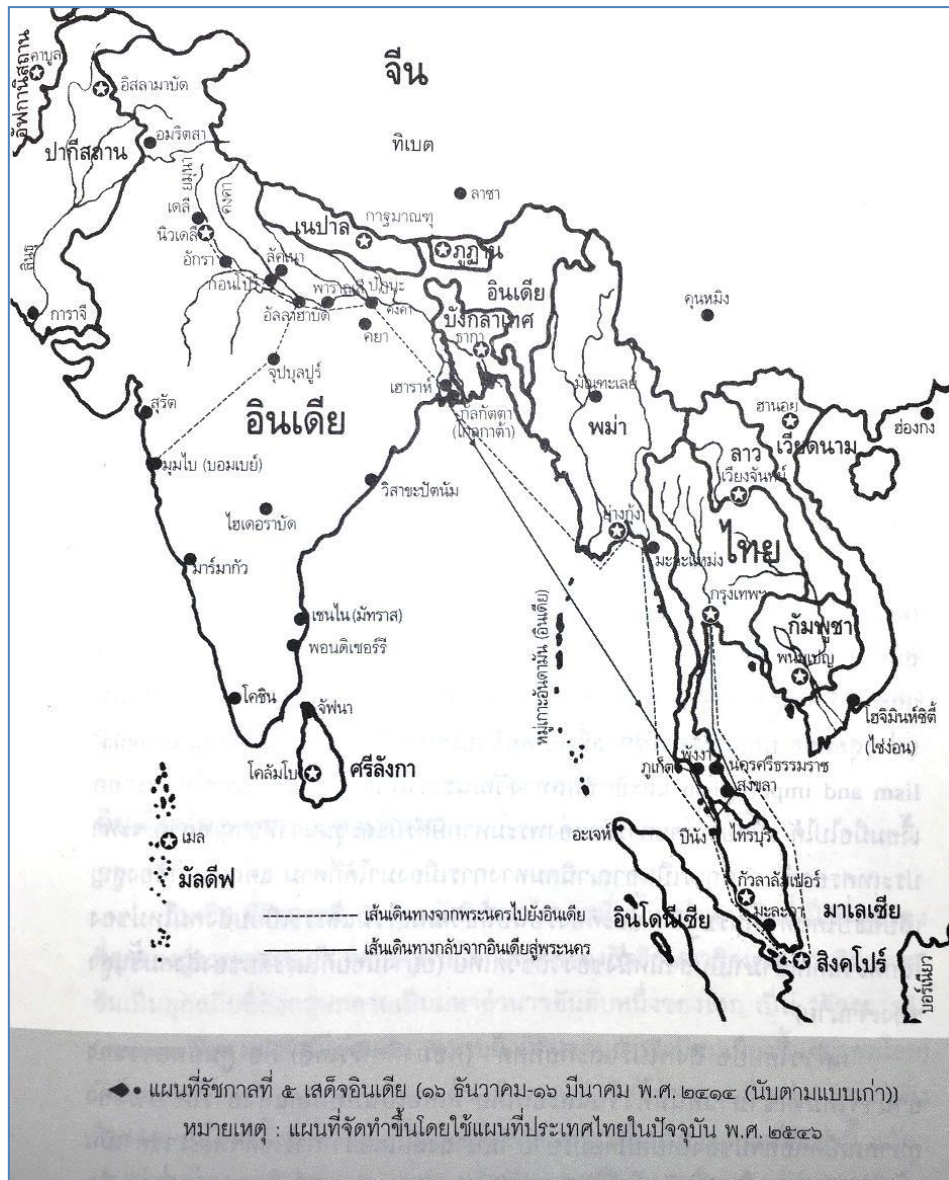 จีน
คาบูล
อัฟกานิสถาน
อิสลามาบัด
อมริตสา
ปากีสถาน
ทิเบต
ลาซา
ยมุนา
คงคา
เดลี
นิวเดลี
เนปาล
กาฐมาณฑุ
ภูฏาน
สินธุ
อักรา
ลัคเนา
อินเดีย
การาจี
กอนโปร์
พาราณสี
ปัตนะ
คงคา
บังกลาเทศ
คุนหมิง
อัลลาฮาบัด
คยา
ธากา
จุปบุลปูร์
เฮาราห์
มัณฑะเลย์
ฮานอย
สุรัต
อินเดีย
กัลกัตตา
(โกลกาต้า)
พม่า
ลาว
เวียดนาม
ฮ่องกง
มุมไบ (บอมเบย์)
วิสาขะปัตนัม
เวียงจันทน์
ไฮเดอราบัด
ย่างกุ้ง
ไทย
มาร์มากัว
มะละแหม่ง
กรุงเทพฯ
เชนไน (มัทราส)
กัมพูชา
พอนดิเชอร์รี
หมู่เกาะอันดามัน (อินเดีย)
พนมเปญ
โคชิน
จัฟนา
โฮจิมินห์ซิตี้
(ไซ่ง่อน)
โคลัมโบ
ศรีลังกา
ภูเก็ต
พังงา
นครศรีธรรมราช
สงขลา
เมล
อะเจห์
ปีนัง
ไทรบุรี
มัลดีฟ
กัวลาลัมเปอร์
มะละกา
มาเลเซีย
อินโดนีเซีย
เส้นเดินทางจากพระนครไปยังอินเดีย
เส้นเดินทางกลับจากอินเดียสู่พระนคร
สิงคโปร์
บอร์เนียว
แผนที่รัชกาลที่ ๕ เสด็จอินเดีย (๑๖ ธันวาคม-๑๖ มีนาคม พ.ศ. ๒๔๑๔ (นับตามแบบเก่า))
หมายเหตุ : แผนที่จัดทำขึ้นโดยใช้แผนที่ประเทศไทยในปัจจุบัน พ.ศ. ๒๕๔๖